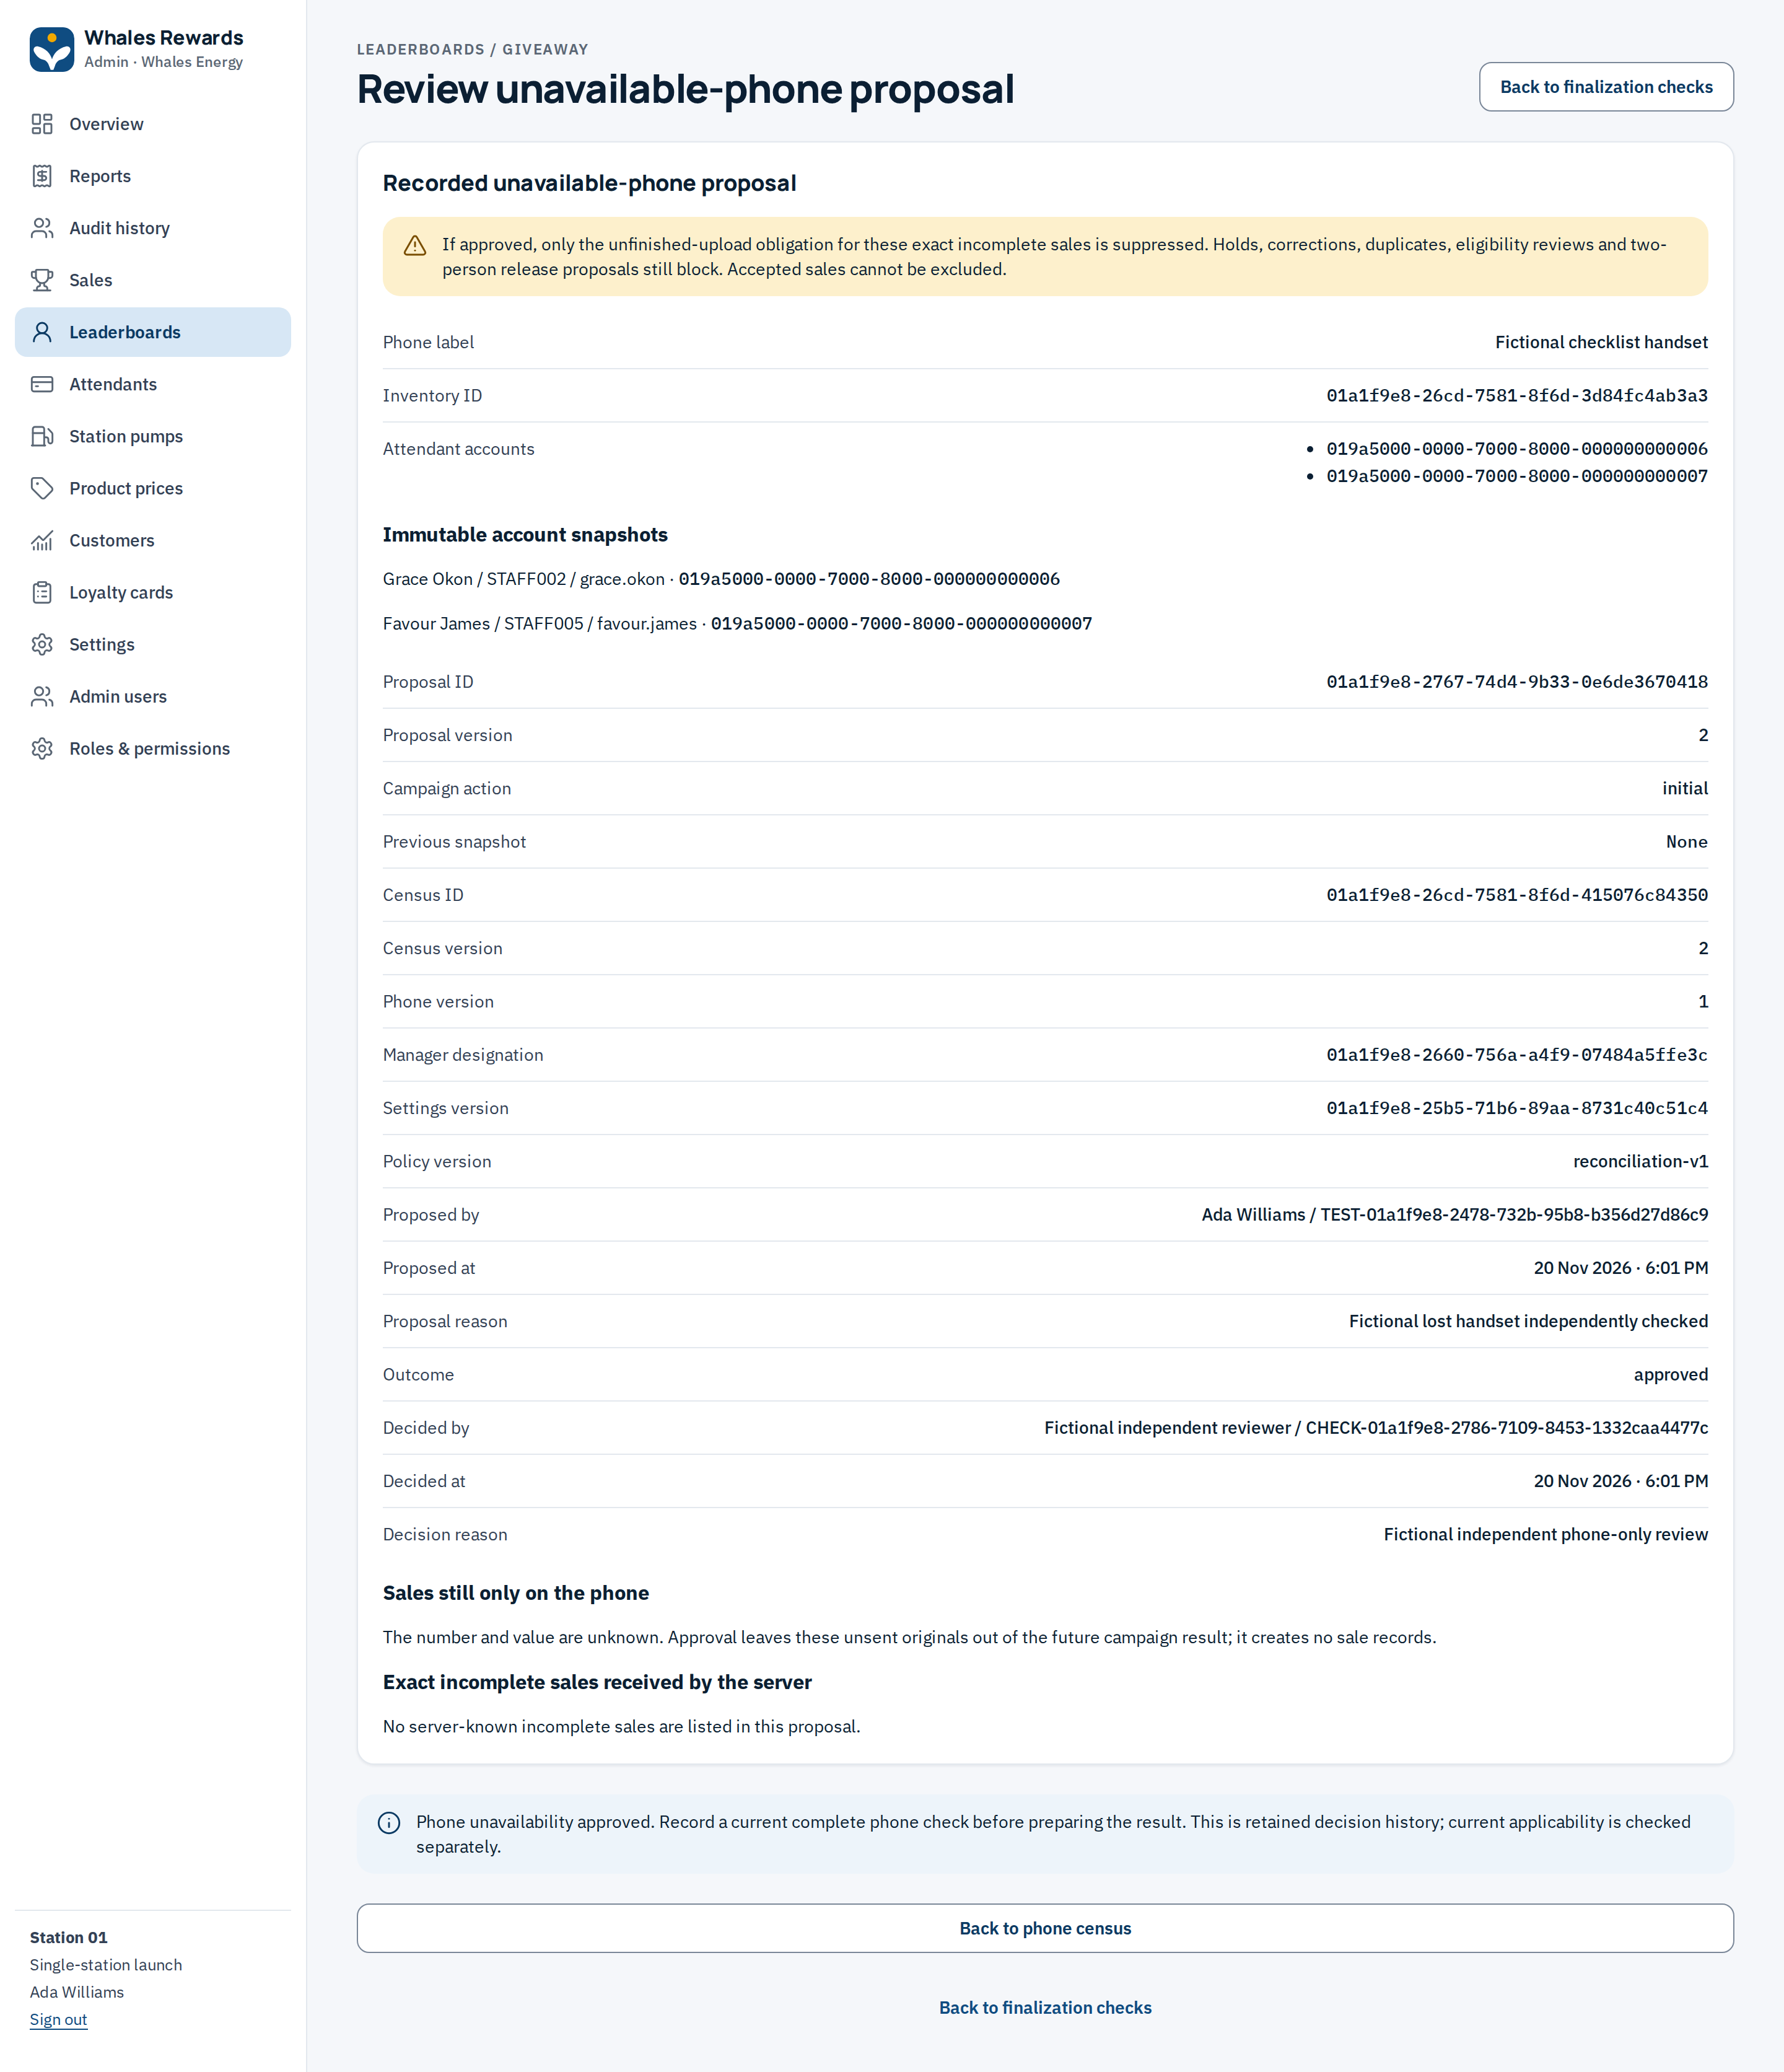 Whales Rewards
Admin · Whales Energy
Overview
Reports
Audit history
Sales
Leaderboards
Attendants
Station pumps
Product prices
Customers
Loyalty cards
Settings
Admin users
Roles & permissions
Station 01
Single-station launch
Ada Williams
Sign out
LEADERBOARDS / GIVEAWAY
Review unavailable-phone proposal
Back to finalization checks
Recorded unavailable-phone proposal
If approved, only the unfinished-upload obligation for these exact incomplete sales is suppressed. Holds, corrections, duplicates, eligibility reviews and two-
person release proposals still block. Accepted sales cannot be excluded.
Phone label Fictional checklist handset
Inventory ID 01a1f9e8-26cd-7581-8f6d-3d84fc4ab3a3
Attendant accounts • 019a5000-0000-7000-8000-000000000006
• 019a5000-0000-7000-8000-000000000007
Immutable account snapshots
Grace Okon / STAFF002 / grace.okon · 019a5000-0000-7000-8000-000000000006
Favour James / STAFF005 / favour.james · 019a5000-0000-7000-8000-000000000007
Proposal ID 01a1f9e8-2767-74d4-9b33-0e6de3670418
Proposal version 2
Campaign action initial
Previous snapshot None
Census ID 01a1f9e8-26cd-7581-8f6d-415076c84350
Census version 2
Phone version 1
Manager designation 01a1f9e8-2660-756a-a4f9-07484a5ffe3c
Settings version 01a1f9e8-25b5-71b6-89aa-8731c40c51c4
Policy version reconciliation-v1
Proposed by Ada Williams / TEST-01a1f9e8-2478-732b-95b8-b356d27d86c9
Proposed at 20 Nov 2026 · 6:01 PM
Proposal reason Fictional lost handset independently checked
Outcome approved
Decided by Fictional independent reviewer / CHECK-01a1f9e8-2786-7109-8453-1332caa4477c
Decided at 20 Nov 2026 · 6:01 PM
Decision reason Fictional independent phone-only review
Sales still only on the phone
The number and value are unknown. Approval leaves these unsent originals out of the future campaign result; it creates no sale records.
Exact incomplete sales received by the server
No server-known incomplete sales are listed in this proposal.
Phone unavailability approved. Record a current complete phone check before preparing the result. This is retained decision history; current applicability is checked
separately.
Back to phone census
Back to finalization checks